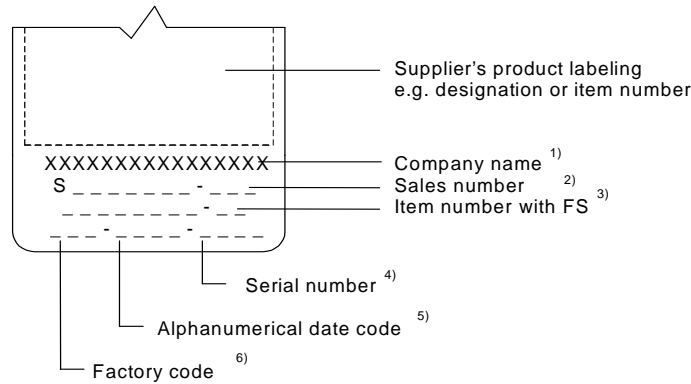 Supplier's product labeling
e.g. designation or item number
XXXXXXXXXXXXXXXX Company name 1)
S _ _ _ _ _ _ _ _ - _ _ _ Sales number 2)
_ _ _ _ _ _ _ _ _ - _ _ Item number with FS 3)
_ _ _ - _ _ _ _ _ - _ _ _ _
Serial number 4)
Alphanumerical date code 5)
Factory code 6)